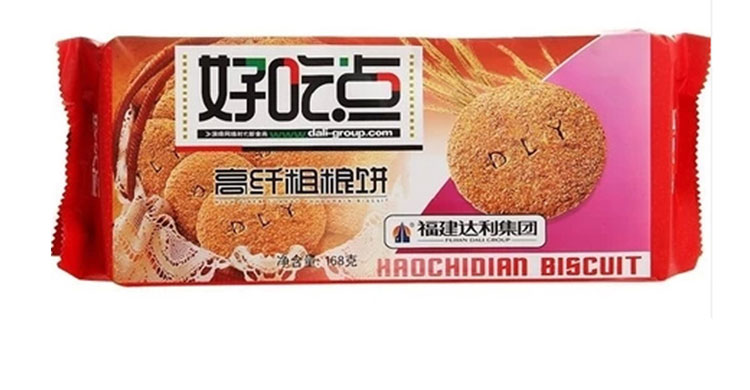 好吃点
dali-group.com
高纤粗粮饼
DLY
DLY
福建达利集团
FUJIAN DALI GROUP
净含量: 168克
HAOCHIDIAN BISCUIT